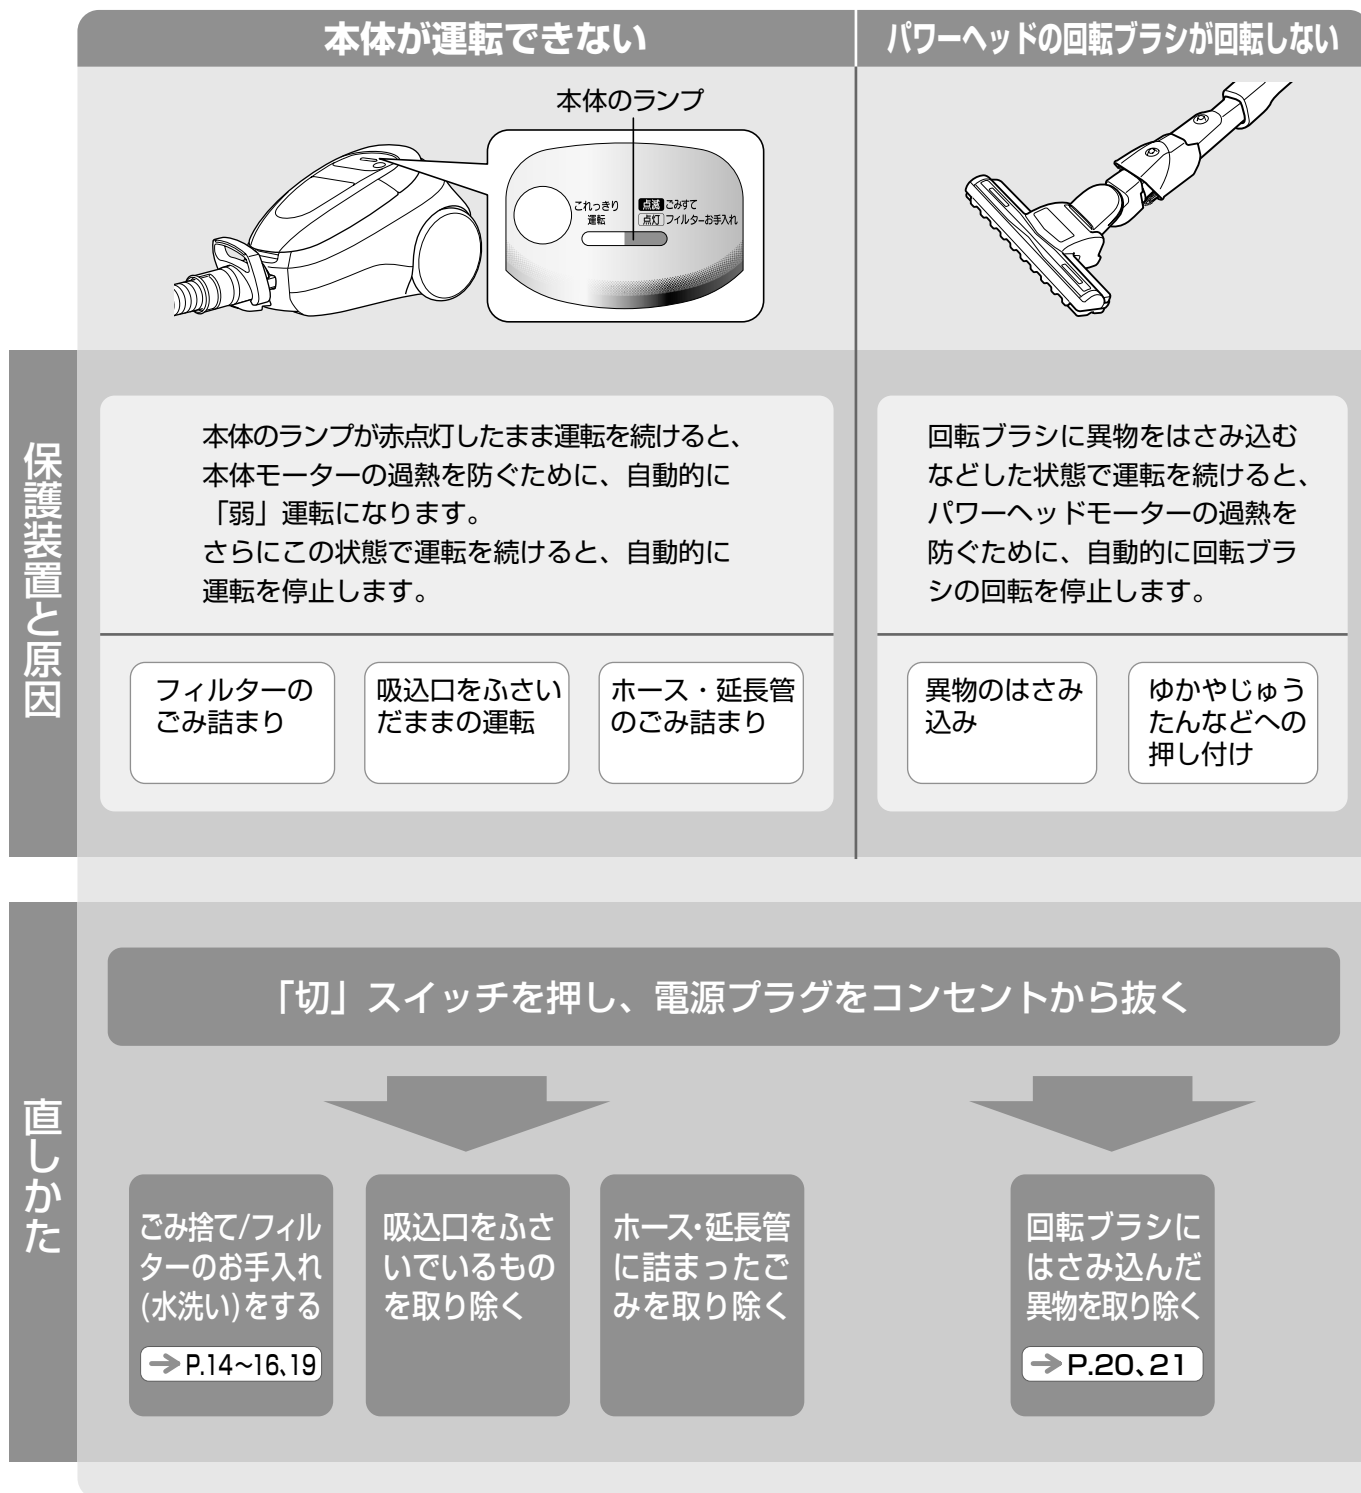 本体が運転できない
パワーヘッドの回転ブラシが回転しない
本体のランプ
これっきり
運転
点滅 ごみすて
点灯 フィルターお手入れ
保護装置と原因
本体のランプが赤点灯したまま運転を続けると、
本体モーターの過熱を防ぐために、自動的に
「弱」運転になります。
さらにこの状態で運転を続けると、自動的に
運転を停止します。
フィルターの
ごみ詰まり
吸込口をふさい
だままの運転
ホース・延長管
のごみ詰まり
回転ブラシに異物をはさみ込む
などした状態で運転を続けると、
パワーヘッドモーターの過熱を
防ぐために、自動的に回転ブラ
シの回転を停止します。
異物のはさみ
込み
ゆかやじゅう
たんなどへの
押し付け
直しかた
「切」スイッチを押し、電源プラグをコンセントから抜く
ごみ捨て/フィル
ターのお手入れ
(水洗い)をする
→P.14~16、19
吸込口をふさ
いでいるもの
を取り除く
ホース・延長管
に詰まったご
みを取り除く
回転ブラシに
はさみ込んだ
異物を取り除く
→P.20、21